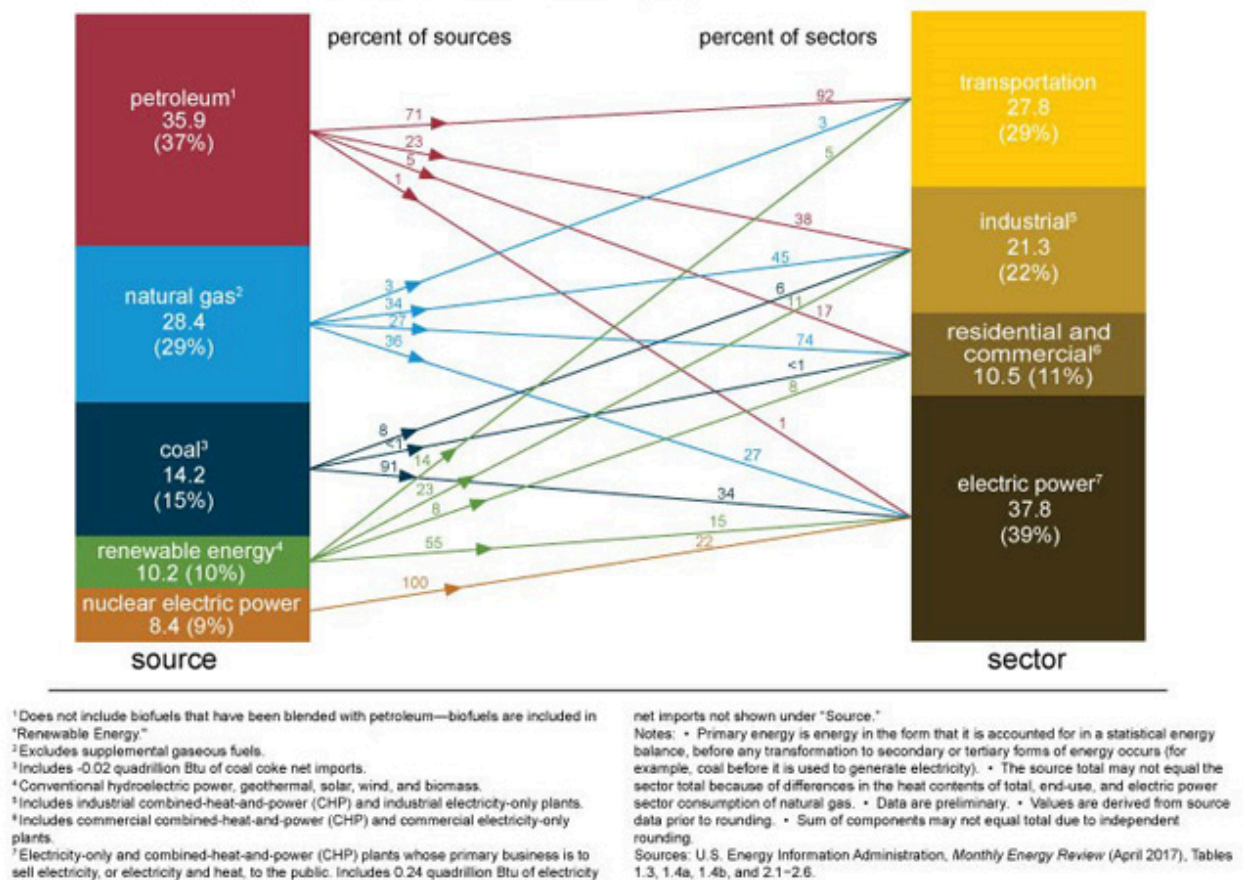 percent of sources
percent of sectors
petroleum¹
35.9
(37%)
natural gas²
28.4
(29%)
coal³
14.2
(15%)
renewable energy⁴
10.2 (10%)
nuclear electric power
8.4 (9%)
source
71
23
5
1
3
34
27
36
8
<1
91
14
23
8
55
100
92
3
5
38
45
6
11
17
74
<1
8
1
27
34
15
22
transportation
27.8
(29%)
industrial⁵
21.3
(22%)
residential and
commercial⁶
10.5 (11%)
electric power⁷
37.8
(39%)
sector
¹Does not include biofuels that have been blended with petroleum—biofuels are included in
"Renewable Energy."
²Excludes supplemental gaseous fuels.
³Includes -0.02 quadrillion Btu of coal coke net imports.
⁴Conventional hydroelectric power, geothermal, solar, wind, and biomass.
⁵Includes industrial combined-heat-and-power (CHP) and industrial electricity-only plants.
⁶Includes commercial combined-heat-and-power (CHP) and commercial electricity-only
plants.
⁷Electricity-only and combined-heat-and-power (CHP) plants whose primary business is to
sell electricity, or electricity and heat, to the public. Includes 0.24 quadrillion Btu of electricity
net imports not shown under "Source."
Notes: • Primary energy is energy in the form that it is accounted for in a statistical energy
balance, before any transformation to secondary or tertiary forms of energy occurs (for
example, coal before it is used to generate electricity). • The source total may not equal the
sector total because of differences in the heat contents of total, end-use, and electric power
sector consumption of natural gas. • Data are preliminary. • Values are derived from source
data prior to rounding. • Sum of components may not equal total due to independent
rounding.
Sources: U.S. Energy Information Administration, Monthly Energy Review (April 2017), Tables
1.3, 1.4a, 1.4b, and 2.1−2.6.